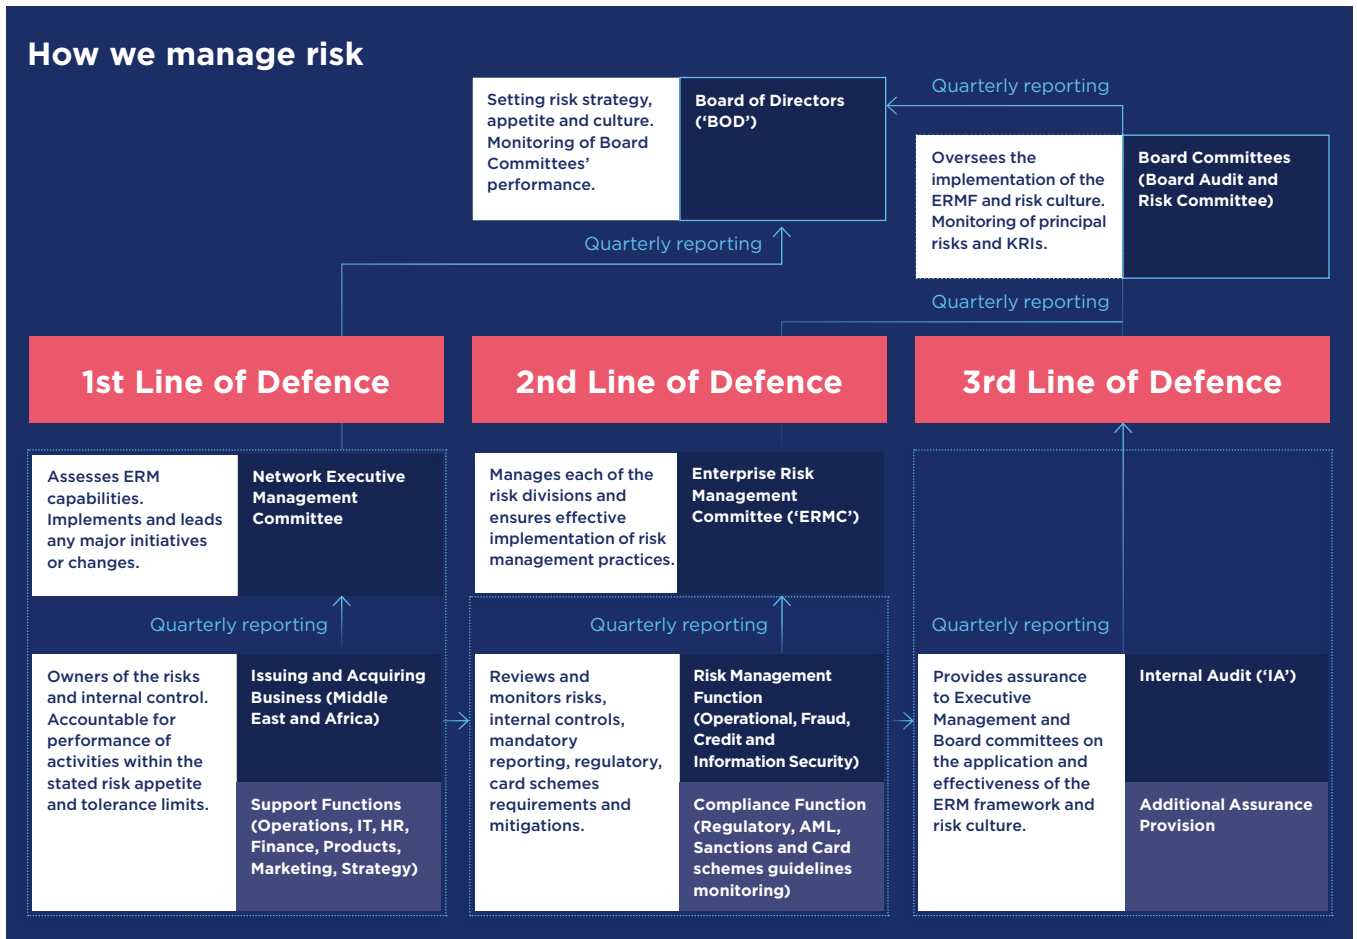 How we manage risk
Setting risk strategy,
appetite and culture.
Monitoring of Board
Committees’
performance.
Board of Directors
(‘BOD’)
Quarterly reporting
Oversees the
implementation of the
ERMF and risk culture.
Monitoring of principal
risks and KRIs.
Board Committees
(Board Audit and
Risk Committee)
Quarterly reporting
Quarterly reporting
1st Line of Defence
2nd Line of Defence
3rd Line of Defence
Assesses ERM
capabilities.
Implements and leads
any major initiatives
or changes.
Network Executive
Management
Committee
Manages each of the
risk divisions and
ensures effective
implementation of risk
management practices.
Enterprise Risk
Management
Committee (‘ERMC’)
Quarterly reporting
Quarterly reporting
Quarterly reporting
Owners of the risks
and internal control.
Accountable for
performance of
activities within the
stated risk appetite
and tolerance limits.
Issuing and Acquiring
Business (Middle
East and Africa)
Support Functions
(Operations, IT, HR,
Finance, Products,
Marketing, Strategy)
Reviews and
monitors risks,
internal controls,
mandatory
reporting, regulatory,
card schemes
requirements and
mitigations.
Risk Management
Function
(Operational, Fraud,
Credit and
Information Security)
Compliance Function
(Regulatory, AML,
Sanctions and Card
schemes guidelines
monitoring)
Provides assurance
to Executive
Management and
Board committees on
the application and
effectiveness of the
ERM framework and
risk culture.
Internal Audit (‘IA’)
Additional Assurance
Provision